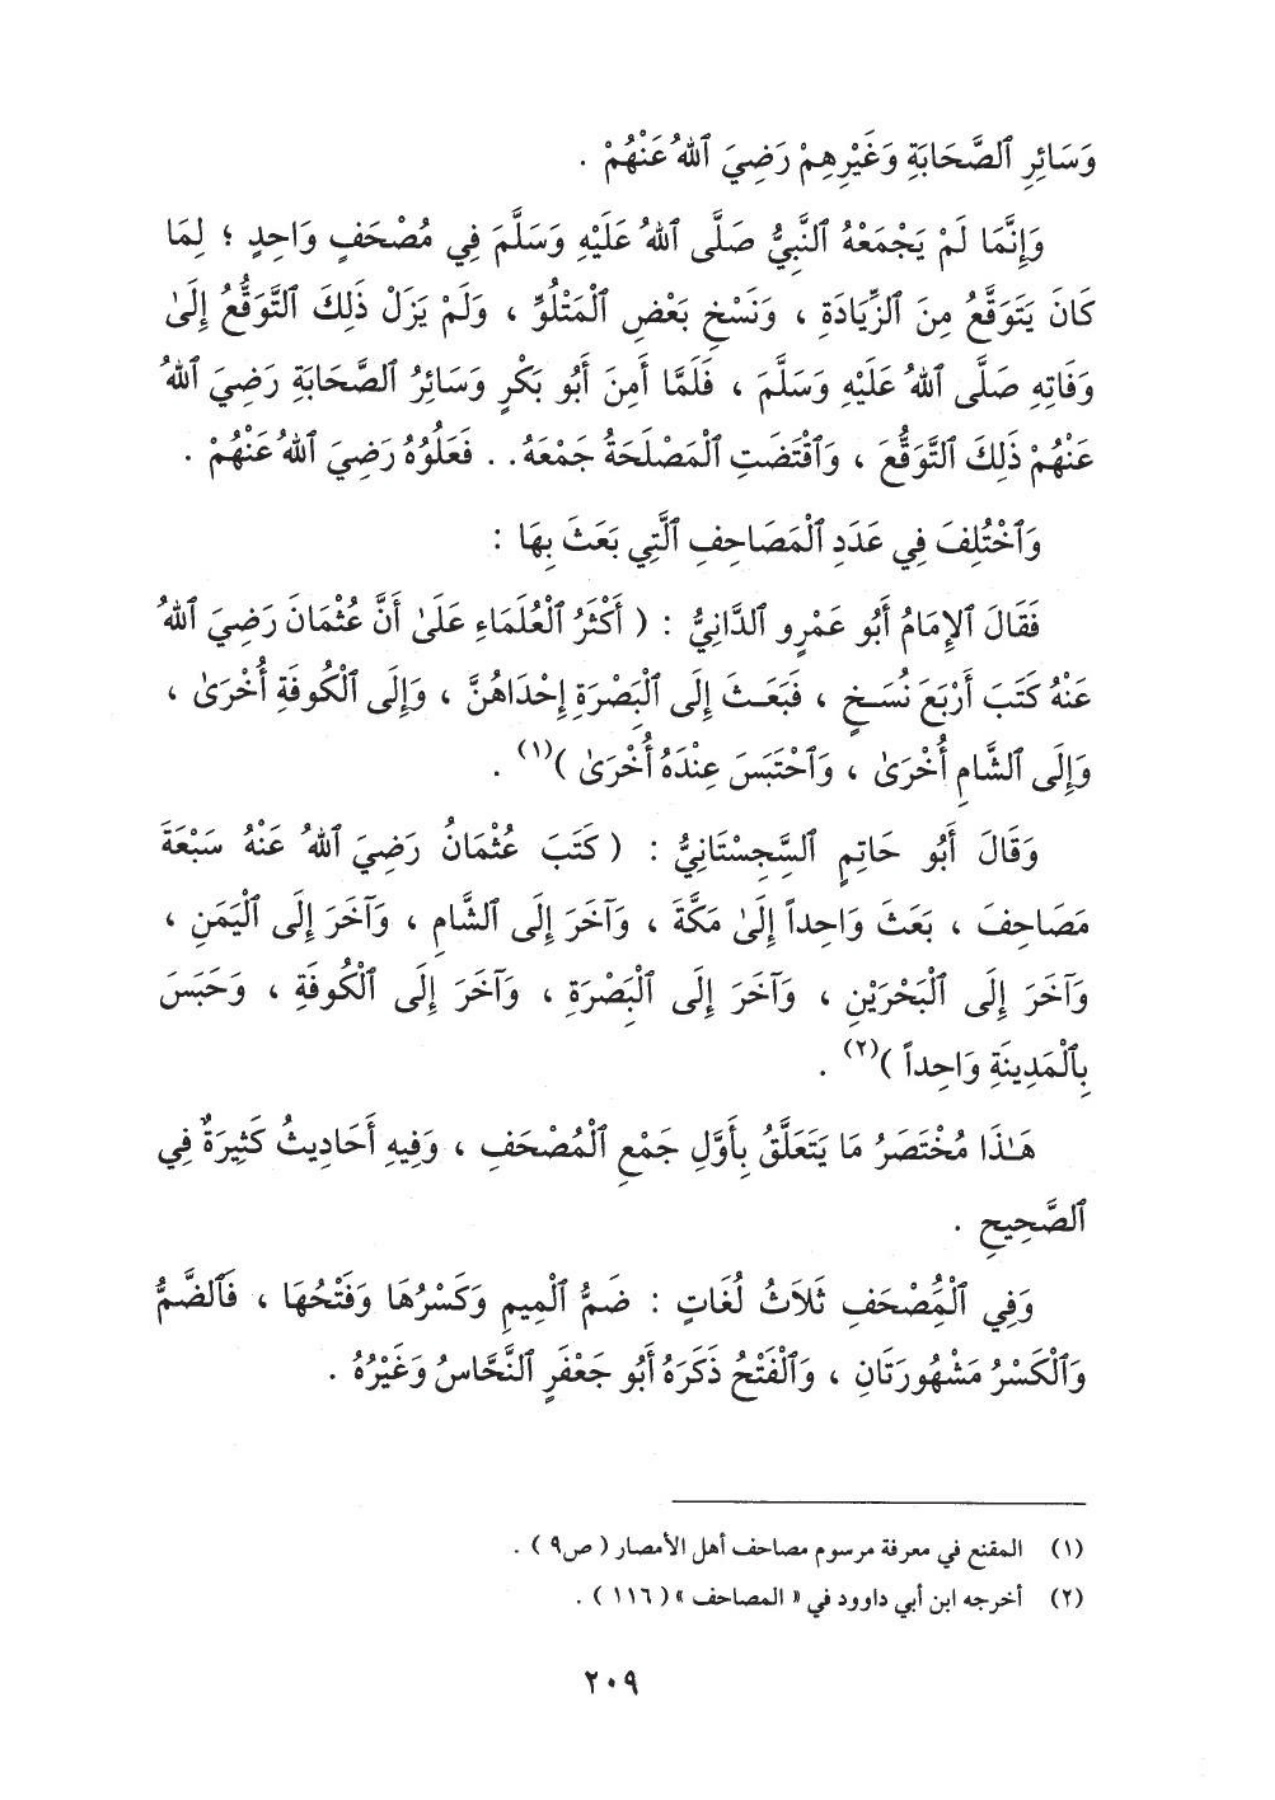 وَسَائِرِ ٱلصَّحَابَةِ وَغَيْرِهِمْ رَضِيَ ٱللهُ عَنْهُمْ .
وَإِنَّمَا لَمْ يَجْمَعْهُ ٱلنَّبِيُّ صَلَّى ٱللهُ عَلَيْهِ وَسَلَّمَ فِي مُصْحَفٍ وَاحِدٍ ؛ لِمَا
كَانَ يَتَوَقَّعُ مِنَ ٱلزِّيَادَةِ ، وَنَسْخِ بَعْضِ ٱلْمَتْلُوِّ ، وَلَمْ يَزَلْ ذَلِكَ ٱلتَّوَقُّعُ إِلَىٰ
وَفَاتِهِ صَلَّى ٱللهُ عَلَيْهِ وَسَلَّمَ ، فَلَمَّا أَمِنَ أَبُو بَكْرٍ وَسَائِرُ ٱلصَّحَابَةِ رَضِيَ ٱللهُ
عَنْهُمْ ذَلِكَ ٱلتَّوَقُّعَ ، وَٱقْتَضَتِ ٱلْمَصْلَحَةُ جَمْعَهُ. . فَعَلُوُهُ رَضِيَ ٱللهُ عَنْهُمْ .
وَٱخْتُلِفَ فِي عَدَدِ ٱلْمَصَاحِفِ ٱلَّتِي بَعَثَ بِهَا :
فَقَالَ ٱلإِمَامُ أَبُو عَمْرٍو ٱلدَّانِيُّ : ( أَكْثَرُ ٱلْعُلَمَاءِ عَلَىٰ أَنَّ عُثْمَانَ رَضِيَ ٱللهُ
عَنْهُ كَتَبَ أَرْبَعَ نُسَـخٍ ، فَبَعَـثَ إِلَى ٱلْبَِصْرَةِ إِحْدَاهُنَّ ، وَإِلَى ٱلْكُوفَةِ أُخْرَىٰ ،
وَإِلَى ٱلشَّامِ أُخْرَىٰ ، وَٱحْتَبَسَ عِنْدَهُ أُخْرَىٰ )(١) .
وَقَالَ أَبُو حَاتِمٍ ٱلسَِّجِسْتَانِيُّ : ( كَتَبَ عُثْمَانُ رَضِيَ ٱللهُ عَنْهُ سَبْعَةَ
مَصَاحِفَ ، بَعَثَ وَاحِداً إِلَىٰ مَكَّةَ ، وَآخَرَ إِلَى ٱلشَّامِ ، وَآخَرَ إِلَى ٱلْيَمَنِ ،
وَآخَرَ إِلَى ٱلْبَحْرَيْنِ ، وَآخَرَ إِلَى ٱلْبَِصْرَةِ ، وَآخَرَ إِلَى ٱلْكُوفَةِ ، وَحَبَسَ
بِٱلْمَدِينَةِ وَاحِداً )(٢) .
هَـٰذَا مُخْتَصَرُ مَا يَتَعَلَّقُ بِأَوَّلِ جَمْعِ ٱلْمُصْحَفِ ، وَفِيهِ أَحَادِيثُ كَثِيرَةٌ فِي
ٱلصَّحِيحِ .
وَفِي ٱلْمَُِصْحَفِ ثَلاَثُ لُغَاتٍ : ضَمُّ ٱلْمِيمِ وَكَسْرُهَا وَفَتْحُهَا ، فَٱلضَّمُّ
وَٱلْكَسْرُ مَشْهُورَتَانِ ، وَٱلْفَتْحُ ذَكَرَهُ أَبُو جَعْفَرٍ ٱلنَّحَّاسُ وَغَيْرُهُ .
(١) المقنع في معرفة مرسوم مصاحف أهل الأمصار ( ص٩ ) .
(٢) أخرجه ابن أبي داوود في « المصاحف » ( ١١٦ ) .
٢٠٩